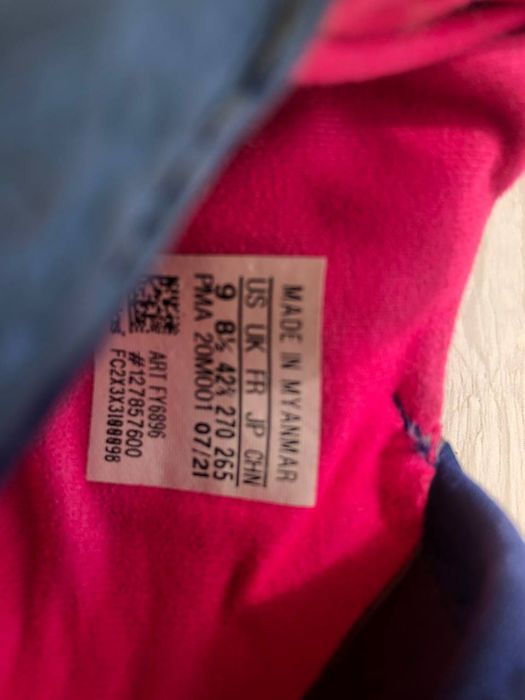 MADE IN MYANMAR
US UK FR JP CHN
9 8½ 42⅔ 270 265
PMA 20M001 07/21
ART FY6896
#127857600